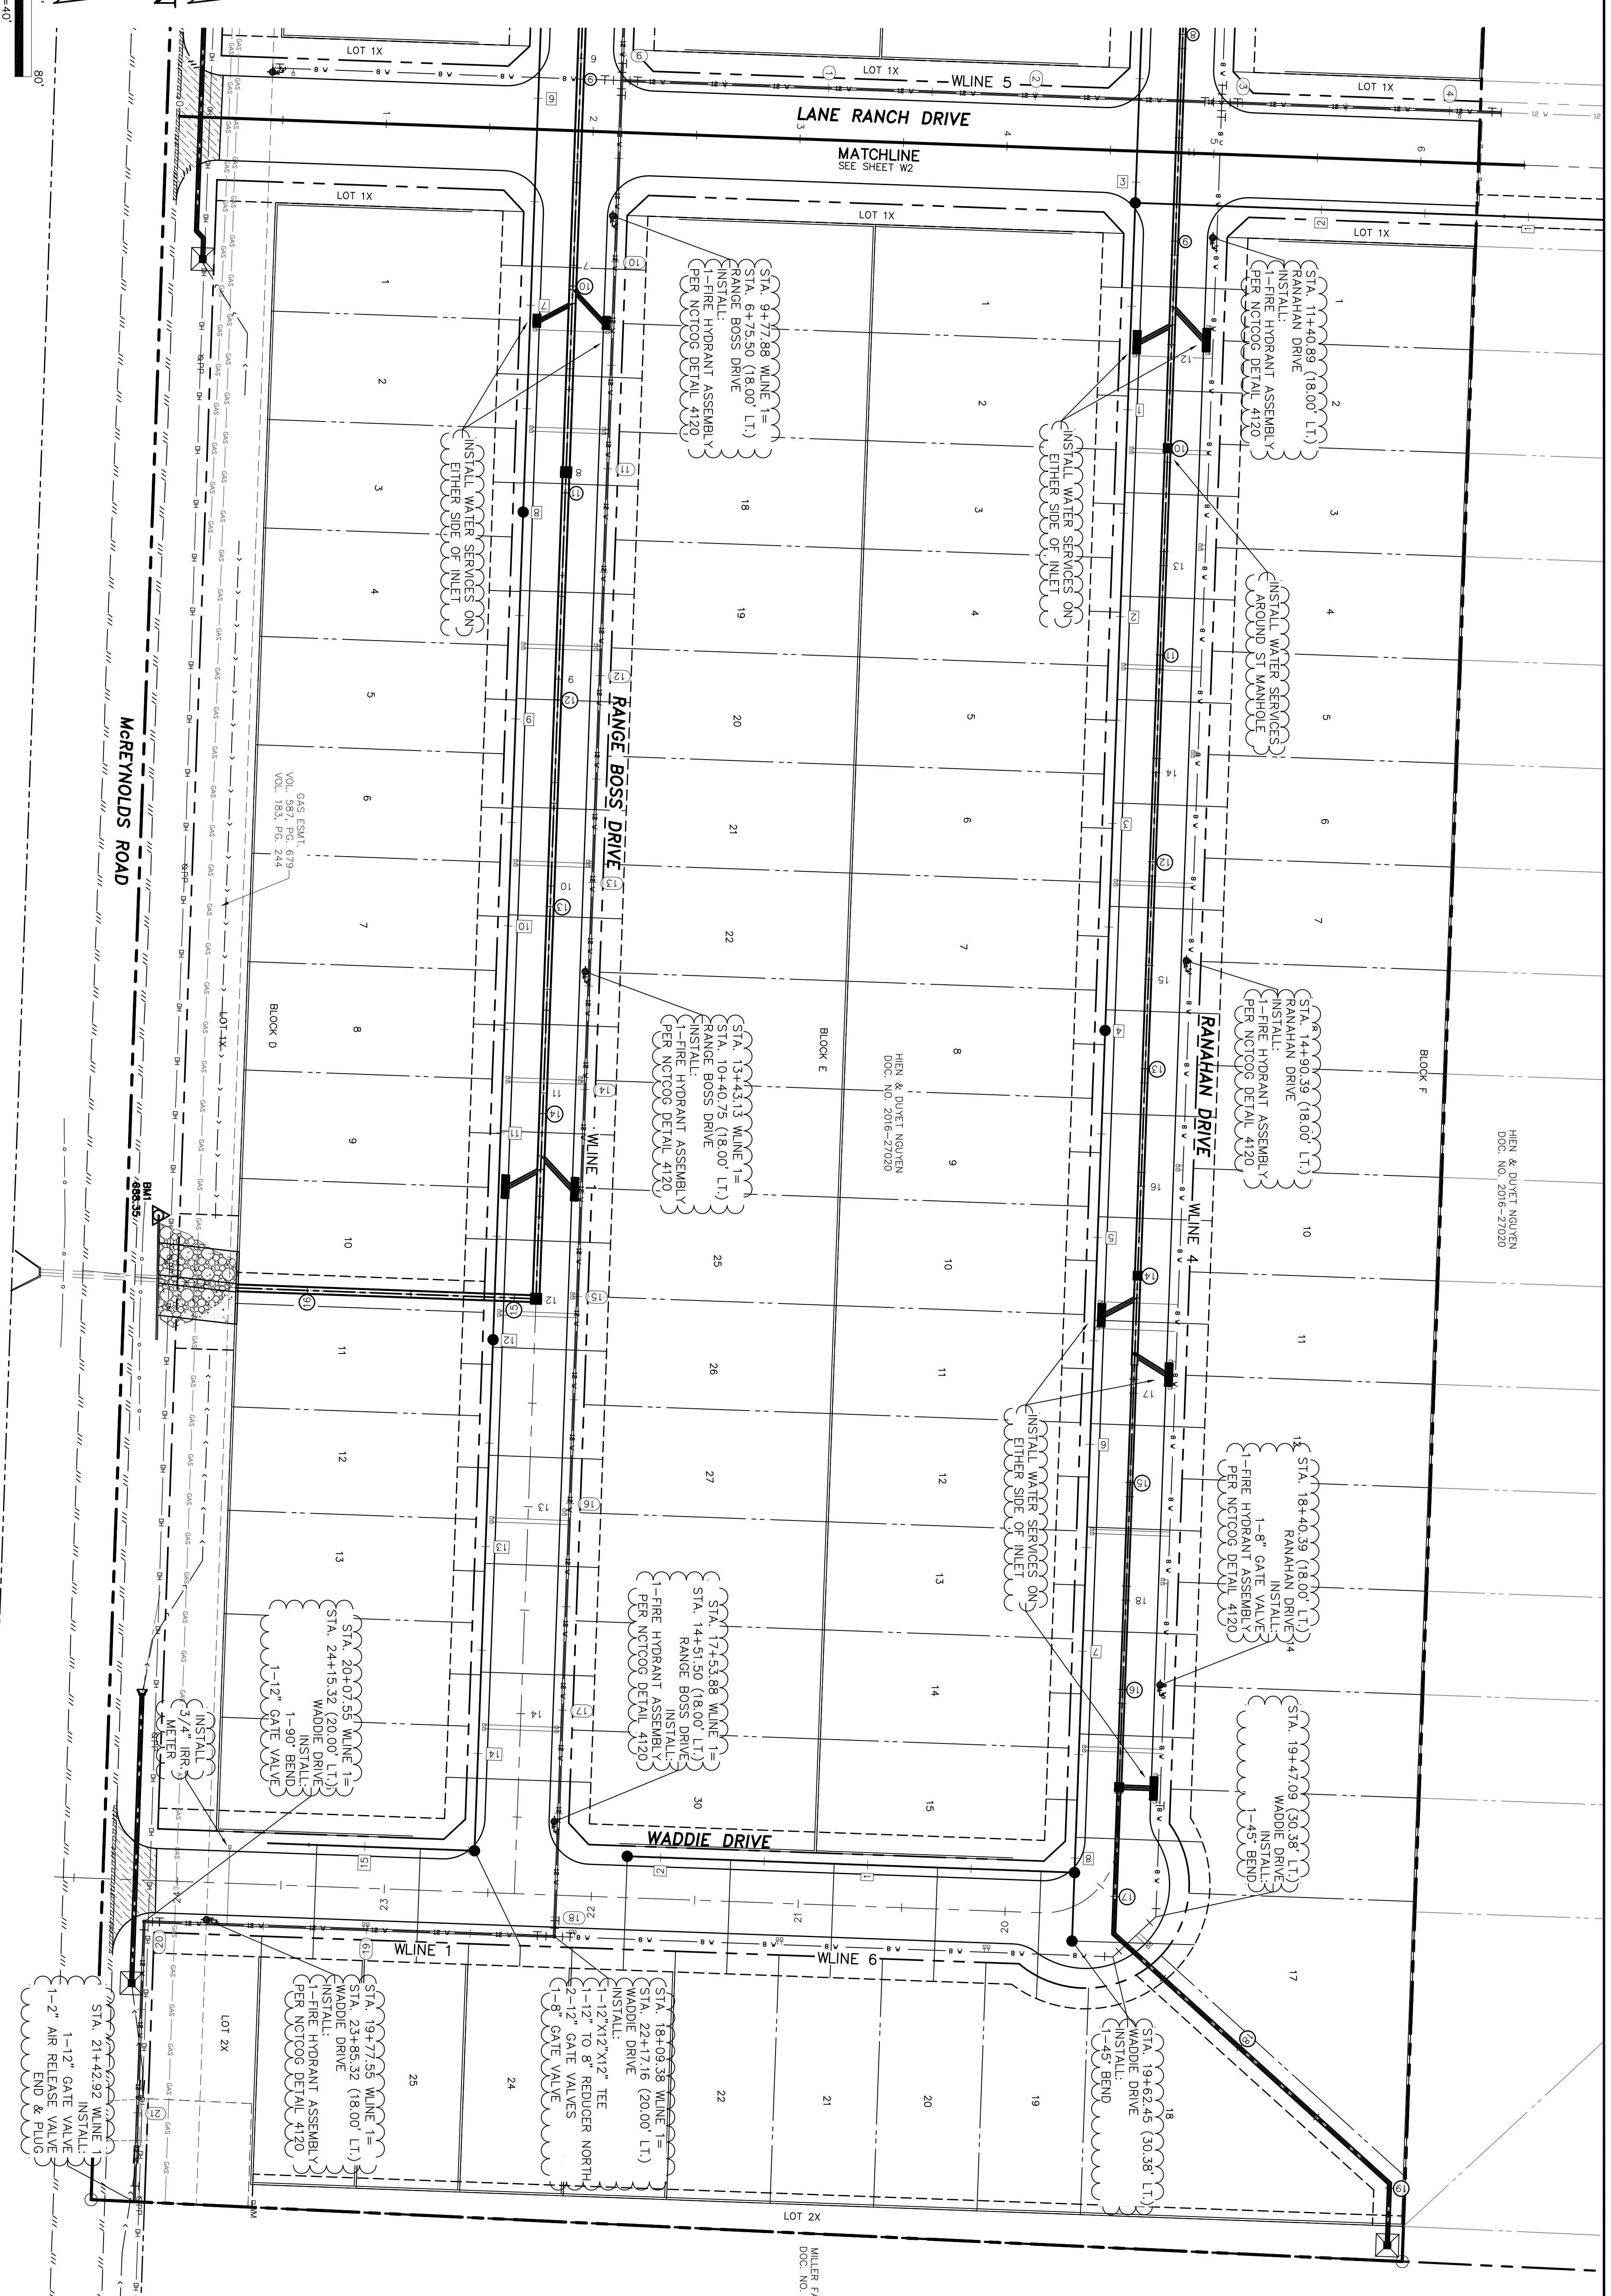 =40'
80'
LOT 1X
LOT 1X
LOT 1X
WLINE 5
LANE RANCH DRIVE
MATCHLINE
SEE SHEET W2
LOT 1X
LOT 1X
LOT 1X
STA. 9+77.88 WLINE 1=
STA. 6+75.50 (18.00' LT.)
RANGE BOSS DRIVE
INSTALL:
1-FIRE HYDRANT ASSEMBLY
PER NCTCOG DETAIL 4120
STA. 11+40.89 (18.00' LT.)
RANAHAN DRIVE
INSTALL:
1-FIRE HYDRANT ASSEMBLY
PER NCTCOG DETAIL 4120
INSTALL WATER SERVICES ON
EITHER SIDE OF INLET
INSTALL WATER SERVICES ON
EITHER SIDE OF INLET
INSTALL WATER SERVICES
AROUND ST MANHOLE
RANGE BOSS DRIVE
McREYNOLDS ROAD
GAS ESMT.
VOL. 587, PG. 679
VOL. 183, PG. 244
BLOCK D
LOT 1X
STA. 13+43.13 WLINE 1=
STA. 10+40.75 (18.00' LT.)
RANGE BOSS DRIVE
INSTALL:
1-FIRE HYDRANT ASSEMBLY
PER NCTCOG DETAIL 4120
BLOCK E
HIEN & DUYET NGUYEN
DOC. NO. 2016-27020
RANAHAN DRIVE
STA. 14+90.39 (18.00' LT.)
RANAHAN DRIVE
INSTALL:
1-FIRE HYDRANT ASSEMBLY
PER NCTCOG DETAIL 4120
BLOCK F
HIEN & DUYET NGUYEN
DOC. NO. 2016-27020
WLINE 1
WLINE 4
BM1
688.35
INSTALL WATER SERVICES ON
EITHER SIDE OF INLET
STA. 18+40.39 (18.00' LT.)
RANAHAN DRIVE
INSTALL:
1-8" GATE VALVE
1-FIRE HYDRANT ASSEMBLY
PER NCTCOG DETAIL 4120
STA. 17+53.88 WLINE 1=
STA. 14+51.50 (18.00' LT.)
RANGE BOSS DRIVE
INSTALL:
1-FIRE HYDRANT ASSEMBLY
PER NCTCOG DETAIL 4120
STA. 20+07.55 WLINE 1=
STA. 24+15.32 (20.00' LT.)
WADDIE DRIVE
INSTALL:
1-90° BEND
1-12" GATE VALVE
INSTALL
3/4" IRR.
METER
STA. 19+47.09 (30.38' LT.)
WADDIE DRIVE
INSTALL:
1-45° BEND
WADDIE DRIVE
WLINE 1
WLINE 6
STA. 21+42.92 WLINE 1
INSTALL:
1-12" GATE VALVE
1-2" AIR RELEASE VALVE
END & PLUG
LOT 2X
STA. 19+77.55 WLINE 1=
STA. 23+85.32 (18.00' LT.)
WADDIE DRIVE
INSTALL:
1-FIRE HYDRANT ASSEMBLY
PER NCTCOG DETAIL 4120
STA. 18+09.38 WLINE 1=
STA. 22+17.16 (20.00' LT.)
WADDIE DRIVE
INSTALL:
1-12"X12"X12" TEE
1-12" TO 8" REDUCER NORTH
2-12" GATE VALVES
1-8" GATE VALVE
STA. 19+62.45 (30.38' LT.)
WADDIE DRIVE
INSTALL:
1-45° BEND
LOT 2X